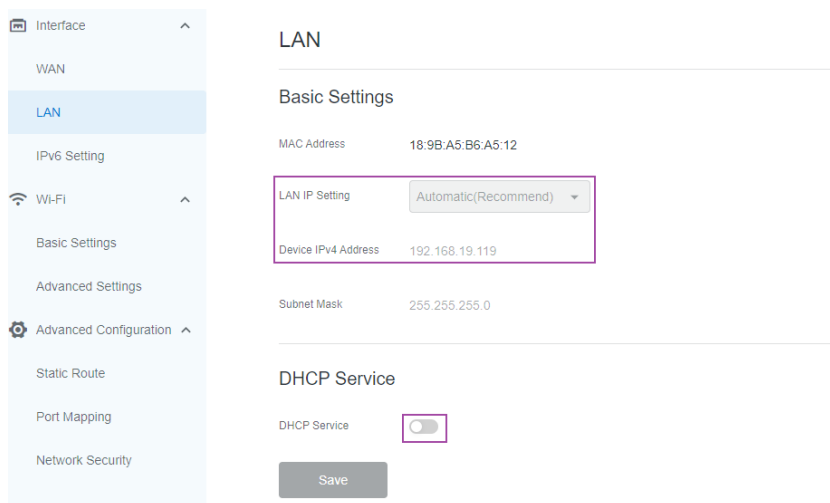 Interface
WAN
LAN
IPv6 Setting
Wi-Fi
Basic Settings
Advanced Settings
Advanced Configuration
Static Route
Port Mapping
Network Security
LAN
Basic Settings
MAC Address 18:9B:A5:B6:A5:12
LAN IP Setting Automatic(Recommend)
Device IPv4 Address 192.168.19.119
Subnet Mask 255.255.255.0
DHCP Service
DHCP Service
Save